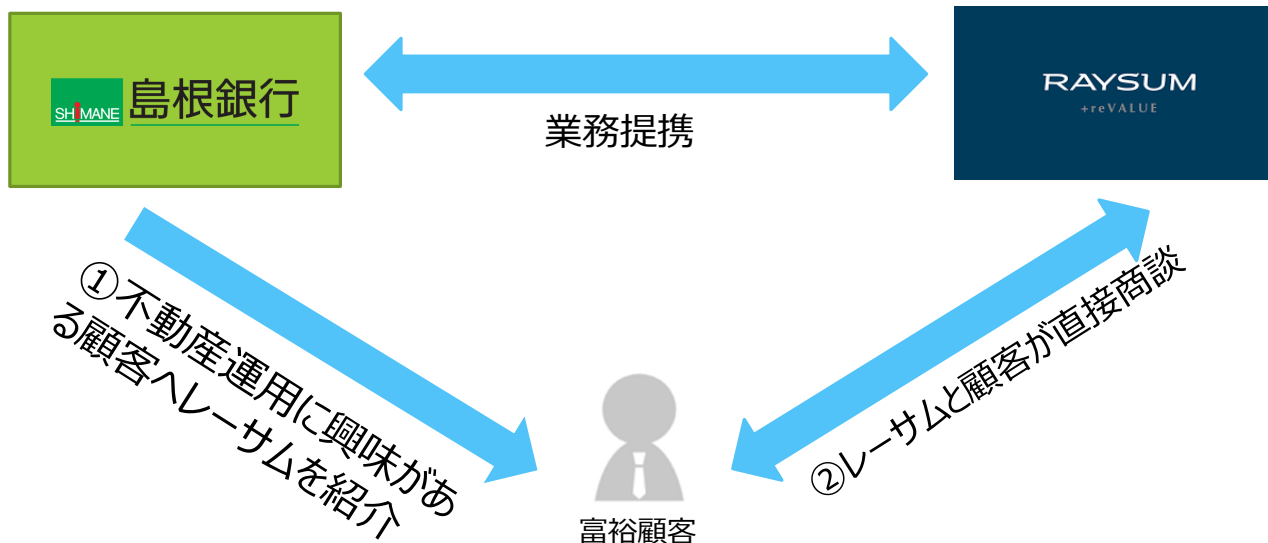 SHIMANE 島根銀行
RAYSUM
+reVALUE
業務提携
①不動産運用に興味があ
る顧客へレーサムを紹介
②レーサムと顧客が直接商談
富裕顧客